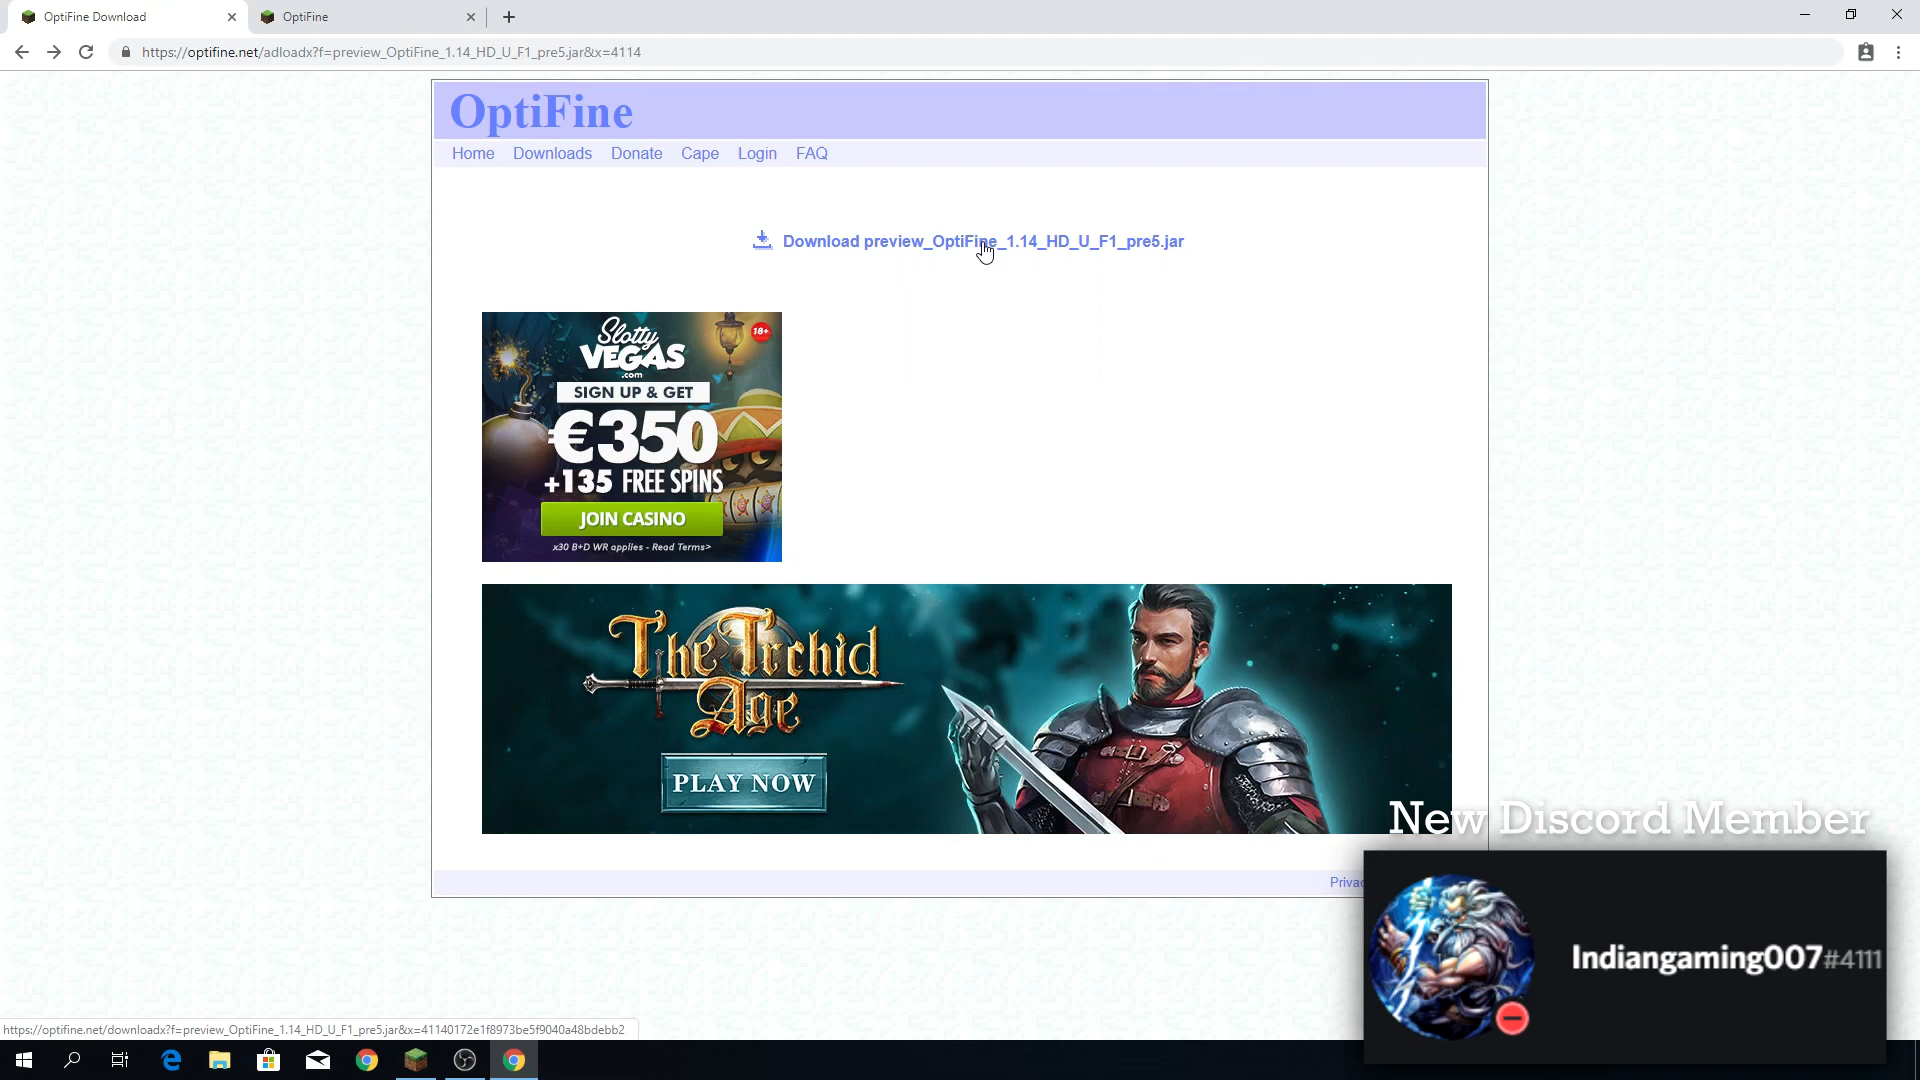 OptiFine Download
OptiFine
https://optifine.net/adloadx?f=preview_OptiFine_1.14_HD_U_F1_pre5.jar&x=4114
OptiFine
Home Downloads Donate Cape Login FAQ
Download preview_OptiFine_1.14_HD_U_F1_pre5.jar
Slotty
VEGAS
.com
18+
SIGN UP & GET
€350
+135 FREE SPINS
JOIN CASINO
x30 B+D WR applies - Read Terms>
The Irchid
Age
PLAY NOW
New Discord Member
Privac
Indiangaming007#4111
https://optifine.net/downloadx?f=preview_OptiFine_1.14_HD_U_F1_pre5.jar&x=41140172e1f8973be5f9040a48bdebb2